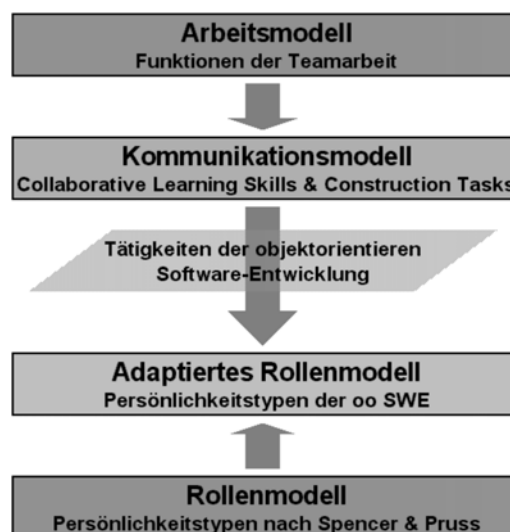 Arbeitsmodell
Funktionen der Teamarbeit
Kommunikationsmodell
Collaborative Learning Skills & Construction Tasks
Tätigkeiten der objektorientieren
Software-Entwicklung
Adaptiertes Rollenmodell
Persönlichkeitstypen der oo SWE
Rollenmodell
Persönlichkeitstypen nach Spencer & Pruss